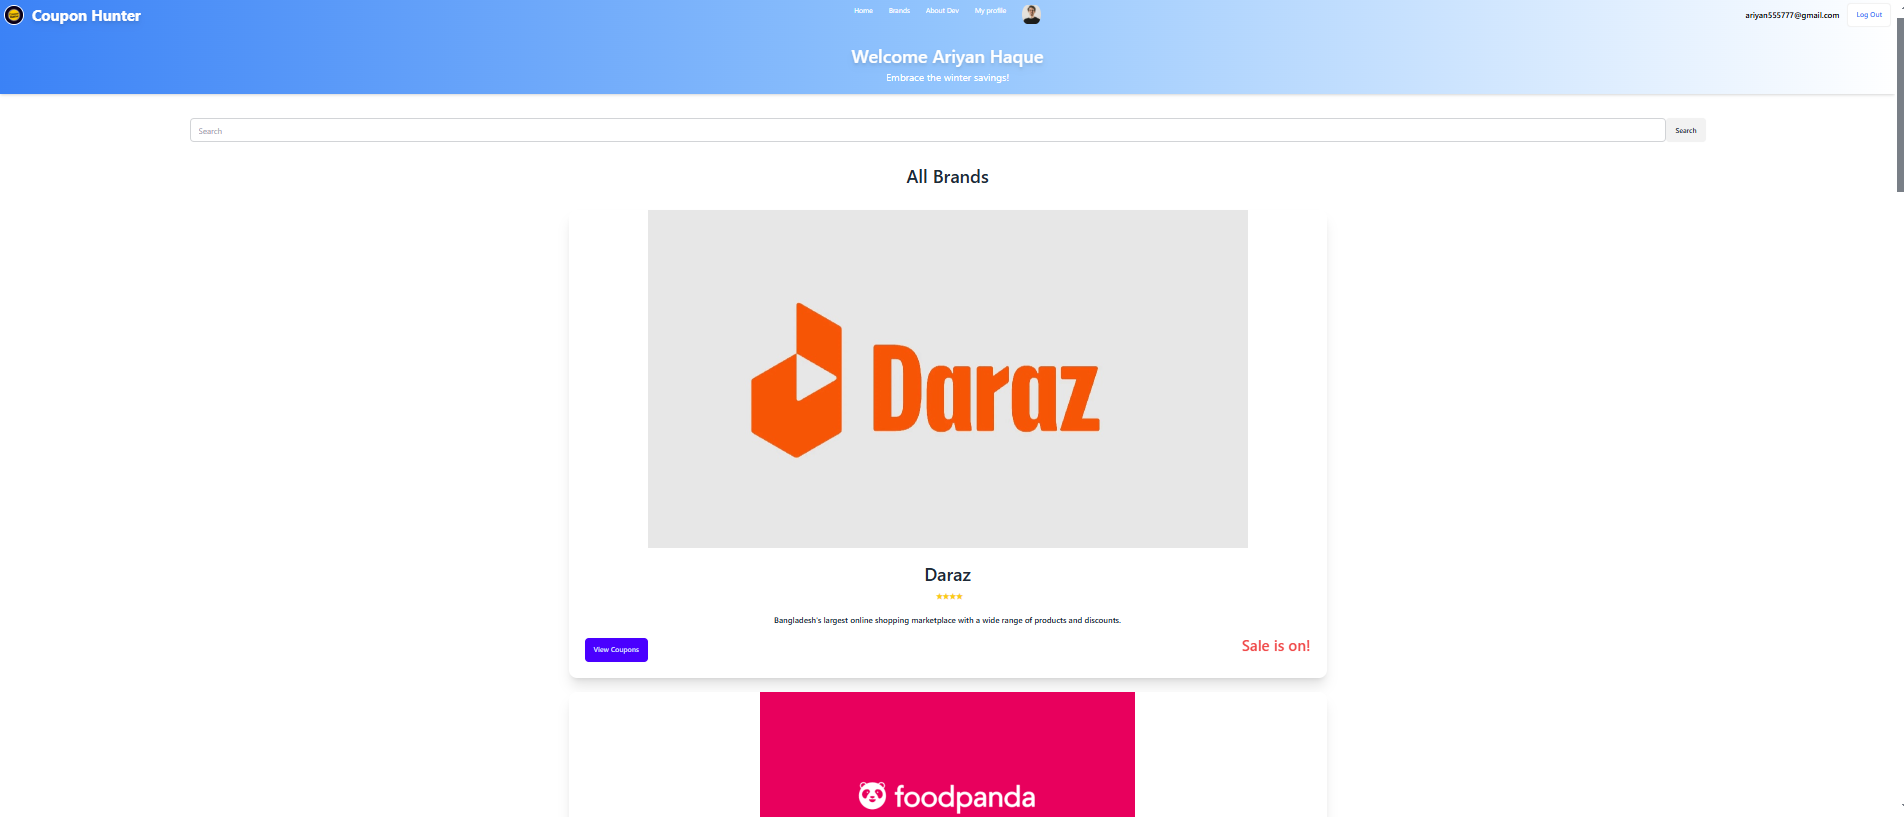 Coupon Hunter
Home Brands About Dev My profile
ariyan555777@gmail.com Log Out
Welcome Ariyan Haque
Embrace the winter savings!
Search Search
All Brands
Daraz
Daraz
Bangladesh's largest online shopping marketplace with a wide range of products and discounts.
View Coupons Sale is on!
foodpanda